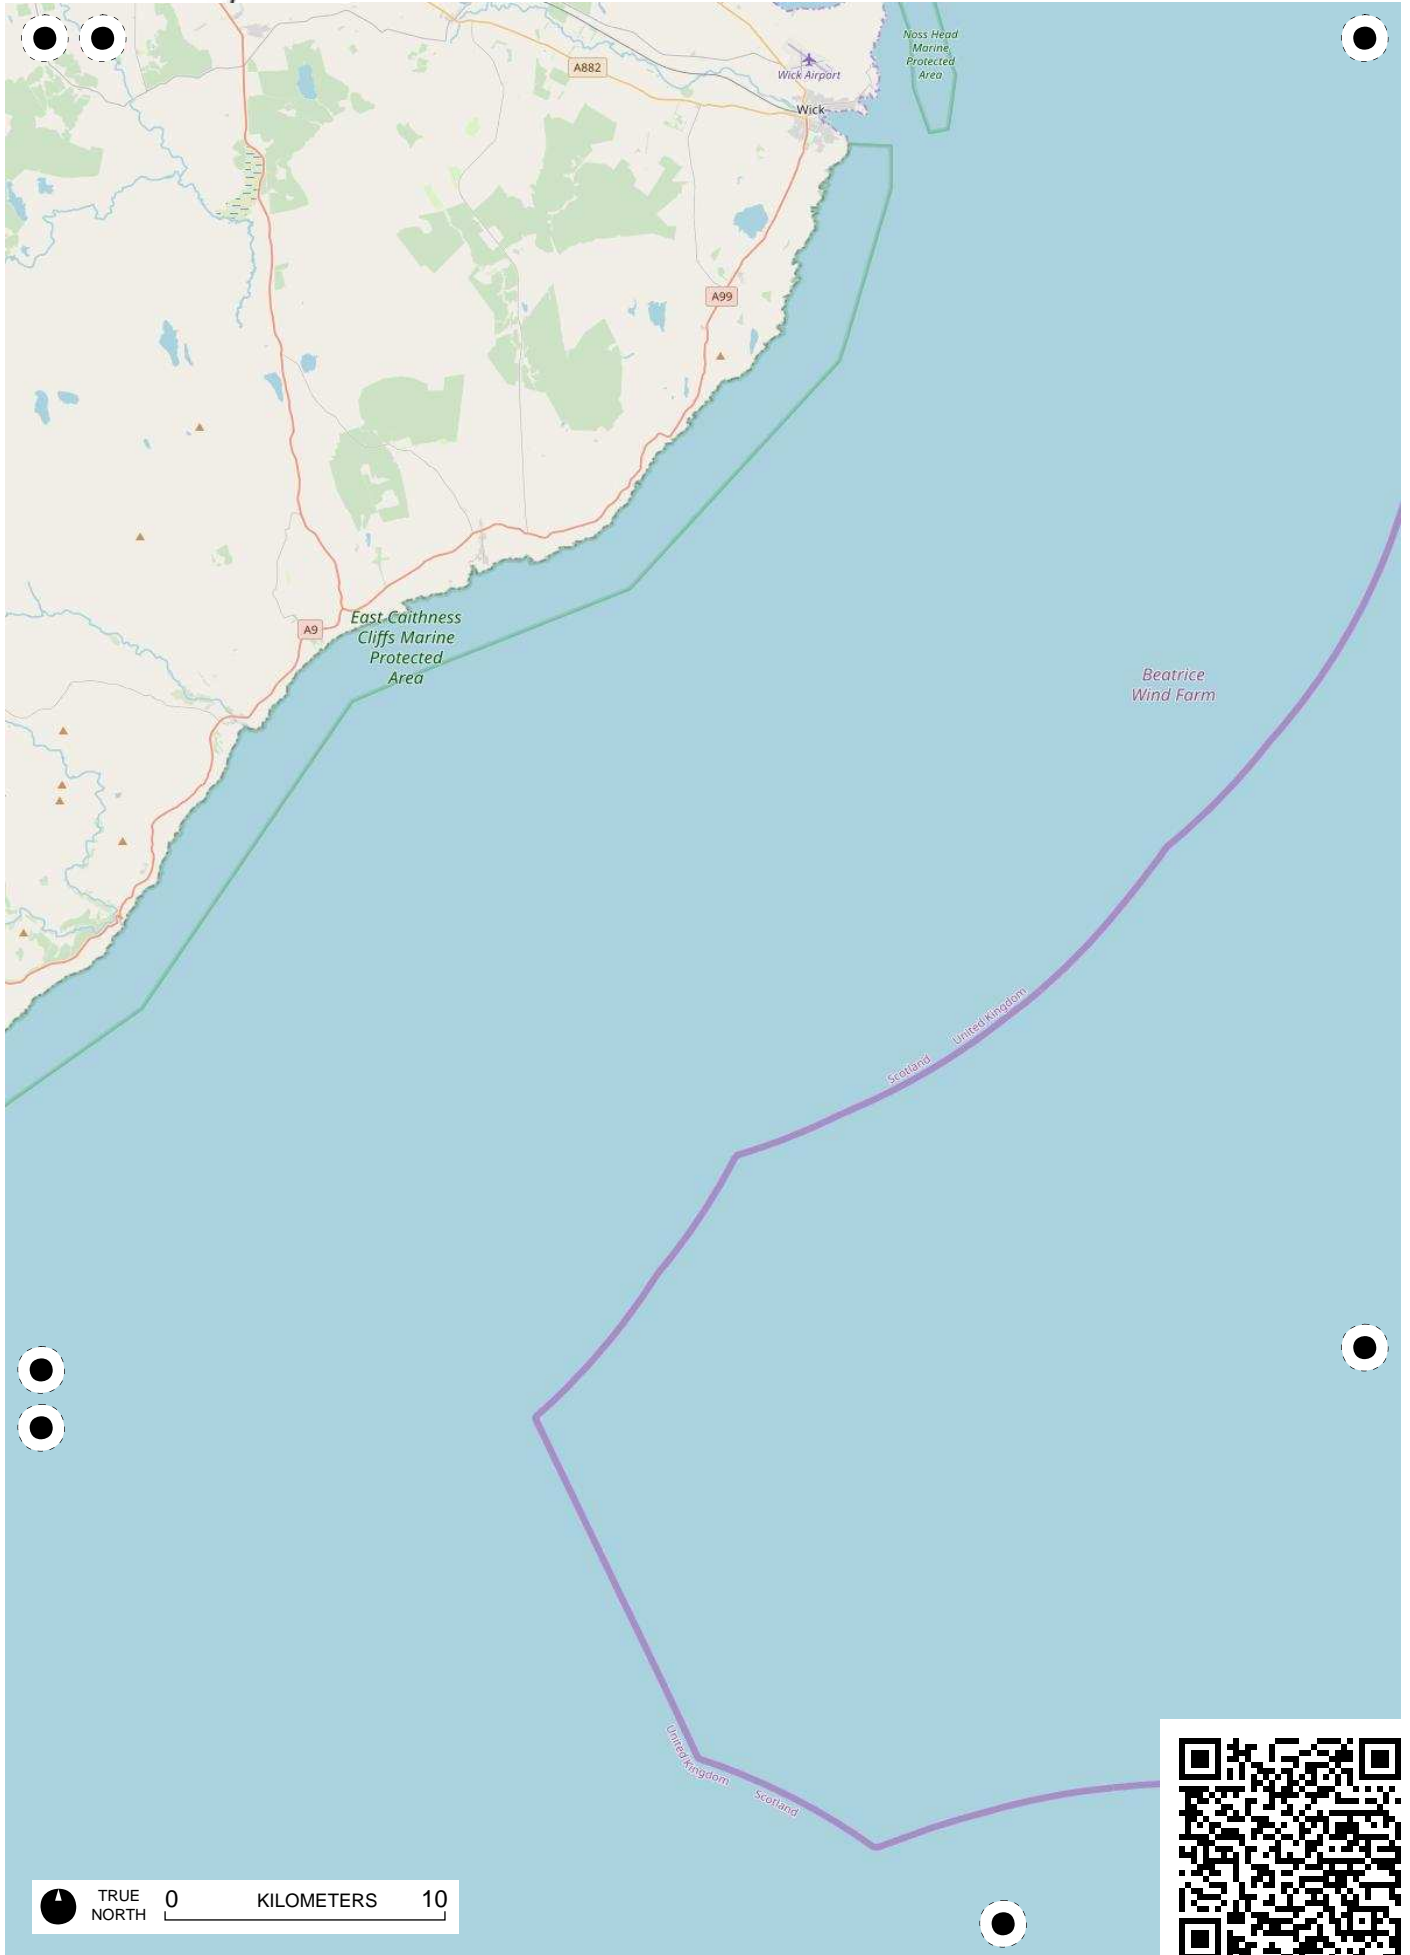 Noss Head
Marine
Protected
Area
A882
Wick Airport
Wick
A99
East Caithness
Cliffs Marine
Protected
Area
A9
Beatrice
Wind Farm
United Kingdom
Scotland
United Kingdom
Scotland
TRUE
NORTH
0 KILOMETERS 10